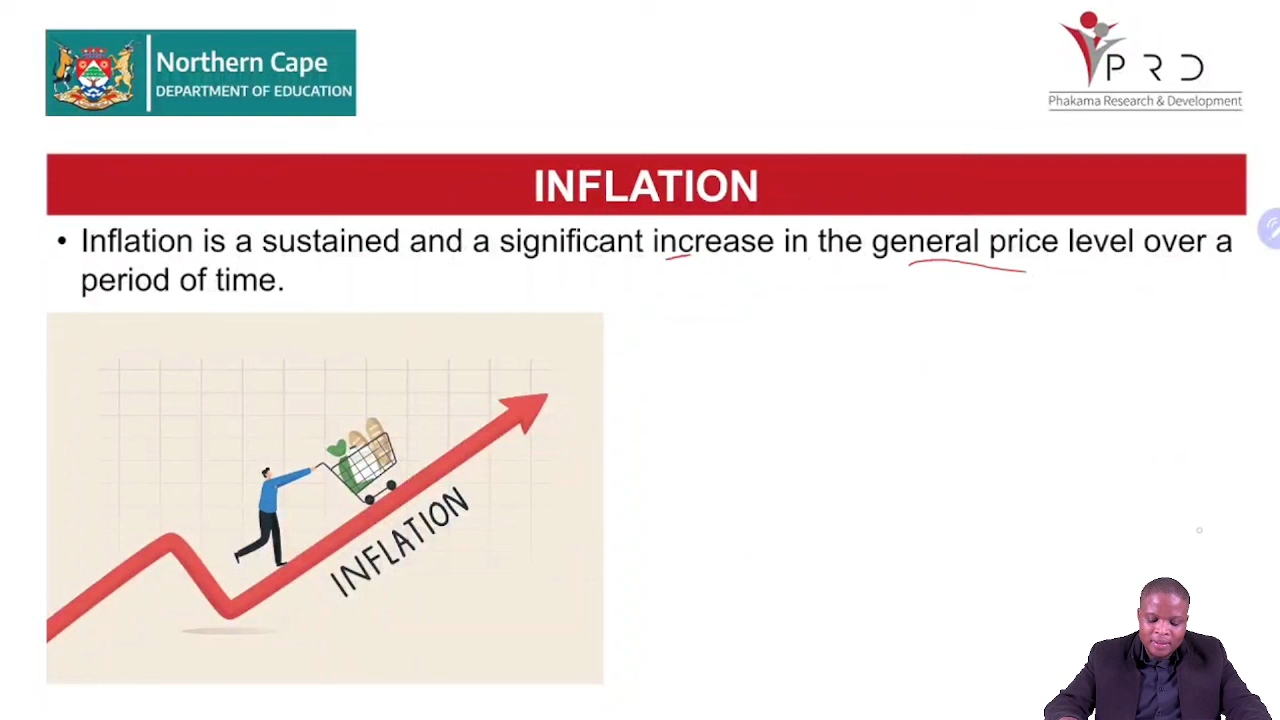 Northern Cape
DEPARTMENT OF EDUCATION
P R D
Phakama Research & Development
INFLATION
• Inflation is a sustained and a significant increase in the general price level over a
period of time.
INFLATION